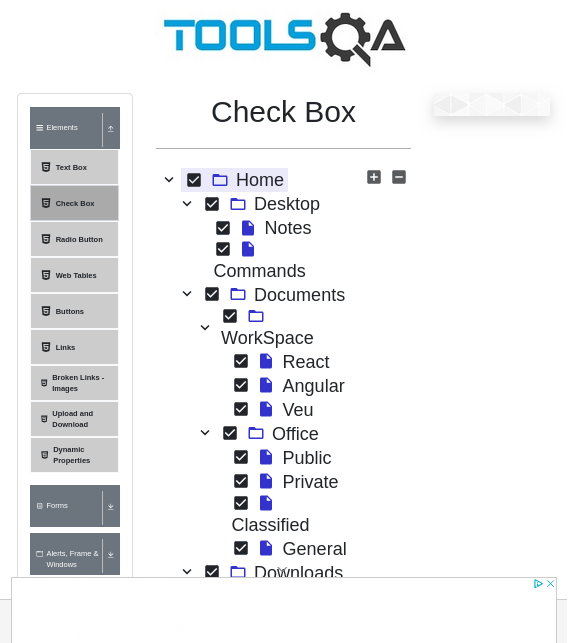 TOOLSQA
Check Box
Elements
Text Box
Check Box
Radio Button
Web Tables
Buttons
Links
Broken Links -
Images
Upload and
Download
Dynamic
Properties
Forms
Alerts, Frame &
Windows
Home
Desktop
Notes
Commands
Documents
WorkSpace
React
Angular
Veu
Office
Public
Private
Classified
General
Downloads